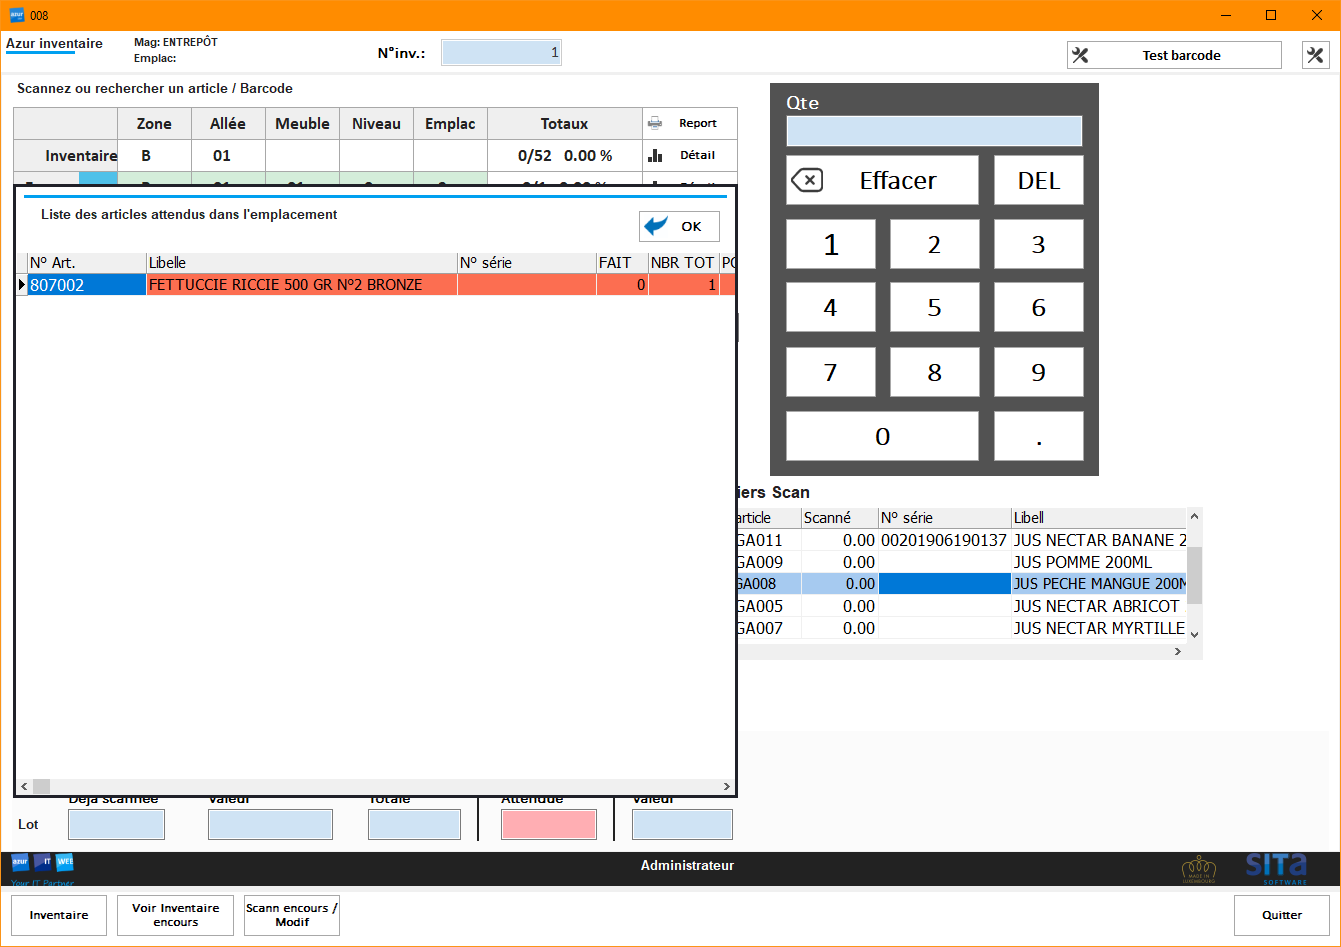 008
Azur inventaire
Mag: ENTREPÔT
Emplac:
N°inv.: 1
Test barcode
Scannez ou rechercher un article / Barcode
Zone Allée Meuble Niveau Emplac Totaux Report
Inventaire B 01 0/52 0.00 % Détail
Liste des articles attendus dans l'emplacement
OK
N° Art. Libelle N° série FAIT NBR TOT
807002 FETTUCCIE RICCIE 500 GR N°2 BRONZE 0 1
Qte
Effacer DEL
1 2 3
4 5 6
7 8 9
0 .
iers Scan
article Scanné N° série Libell
GA011 0.00 00201906190137 JUS NECTAR BANANE 2
GA009 0.00 JUS POMME 200ML
GA008 0.00 JUS PECHE MANGUE 200M
GA005 0.00 JUS NECTAR ABRICOT
GA007 0.00 JUS NECTAR MYRTILLE
Déjà scannée Valeur Totale Attendue Valeur
Lot
azur IT WEB
Your IT Partner
Administrateur
MADE IN
LUXEMBOURG
SITA
SOFTWARE
Inventaire
Voir Inventaire
encours
Scann encours /
Modif
Quitter